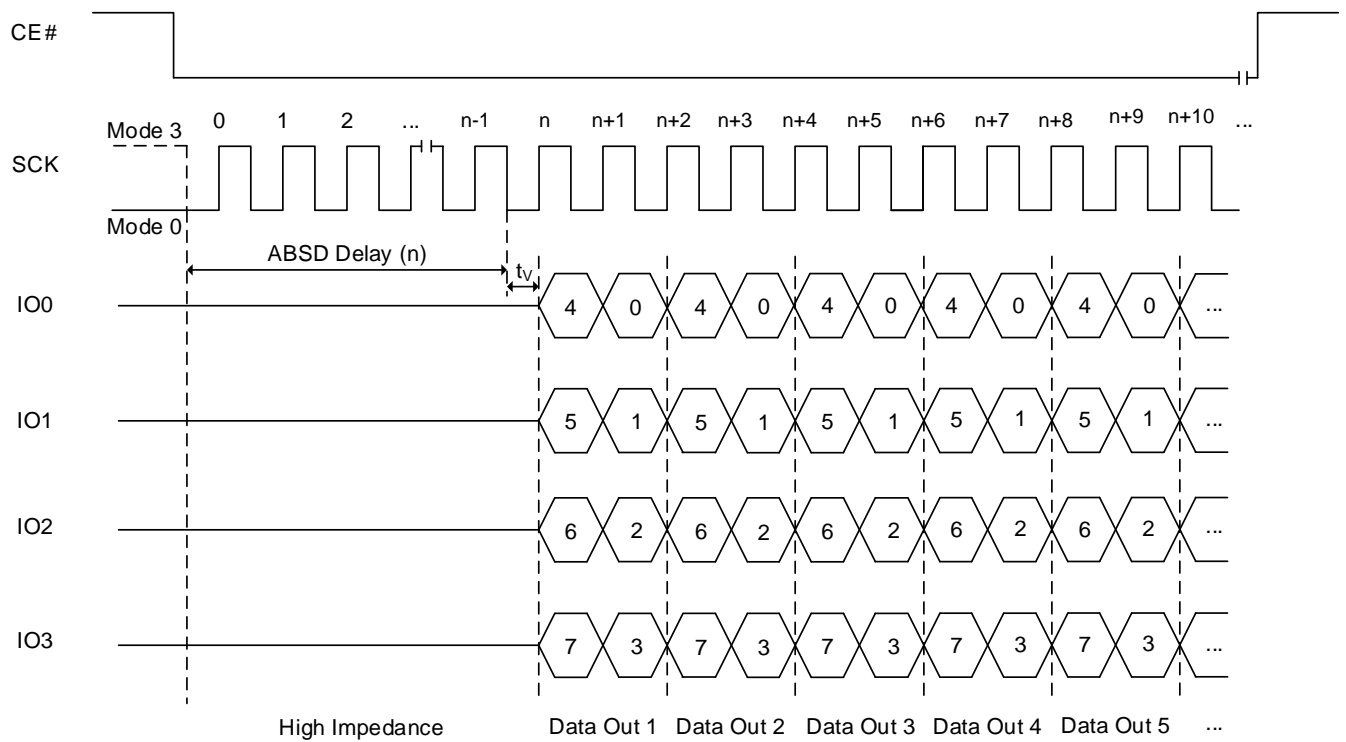 CE#
0 1 2 ... n-1 n n+1 n+2 n+3 n+4 n+5 n+6 n+7 n+8 n+9 n+10 ...
Mode 3
SCK
Mode 0
ABSD Delay (n)
tV
IO0 4 0 4 0 4 0 4 0 4 0 ...
IO1 5 1 5 1 5 1 5 1 5 1 ...
IO2 6 2 6 2 6 2 6 2 6 2 ...
IO3 7 3 7 3 7 3 7 3 7 3 ...
High Impedance Data Out 1 Data Out 2 Data Out 3 Data Out 4 Data Out 5 ...